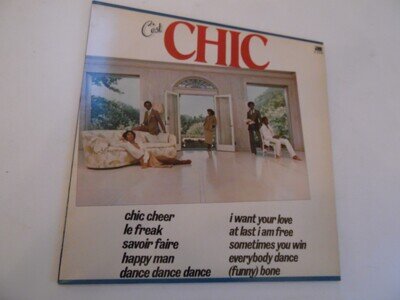 C'est
CHIC
chic cheer
le freak
savoir faire
happy man
dance dance dance
i want your love
at last i am free
sometimes you win
everybody dance
(funny) bone